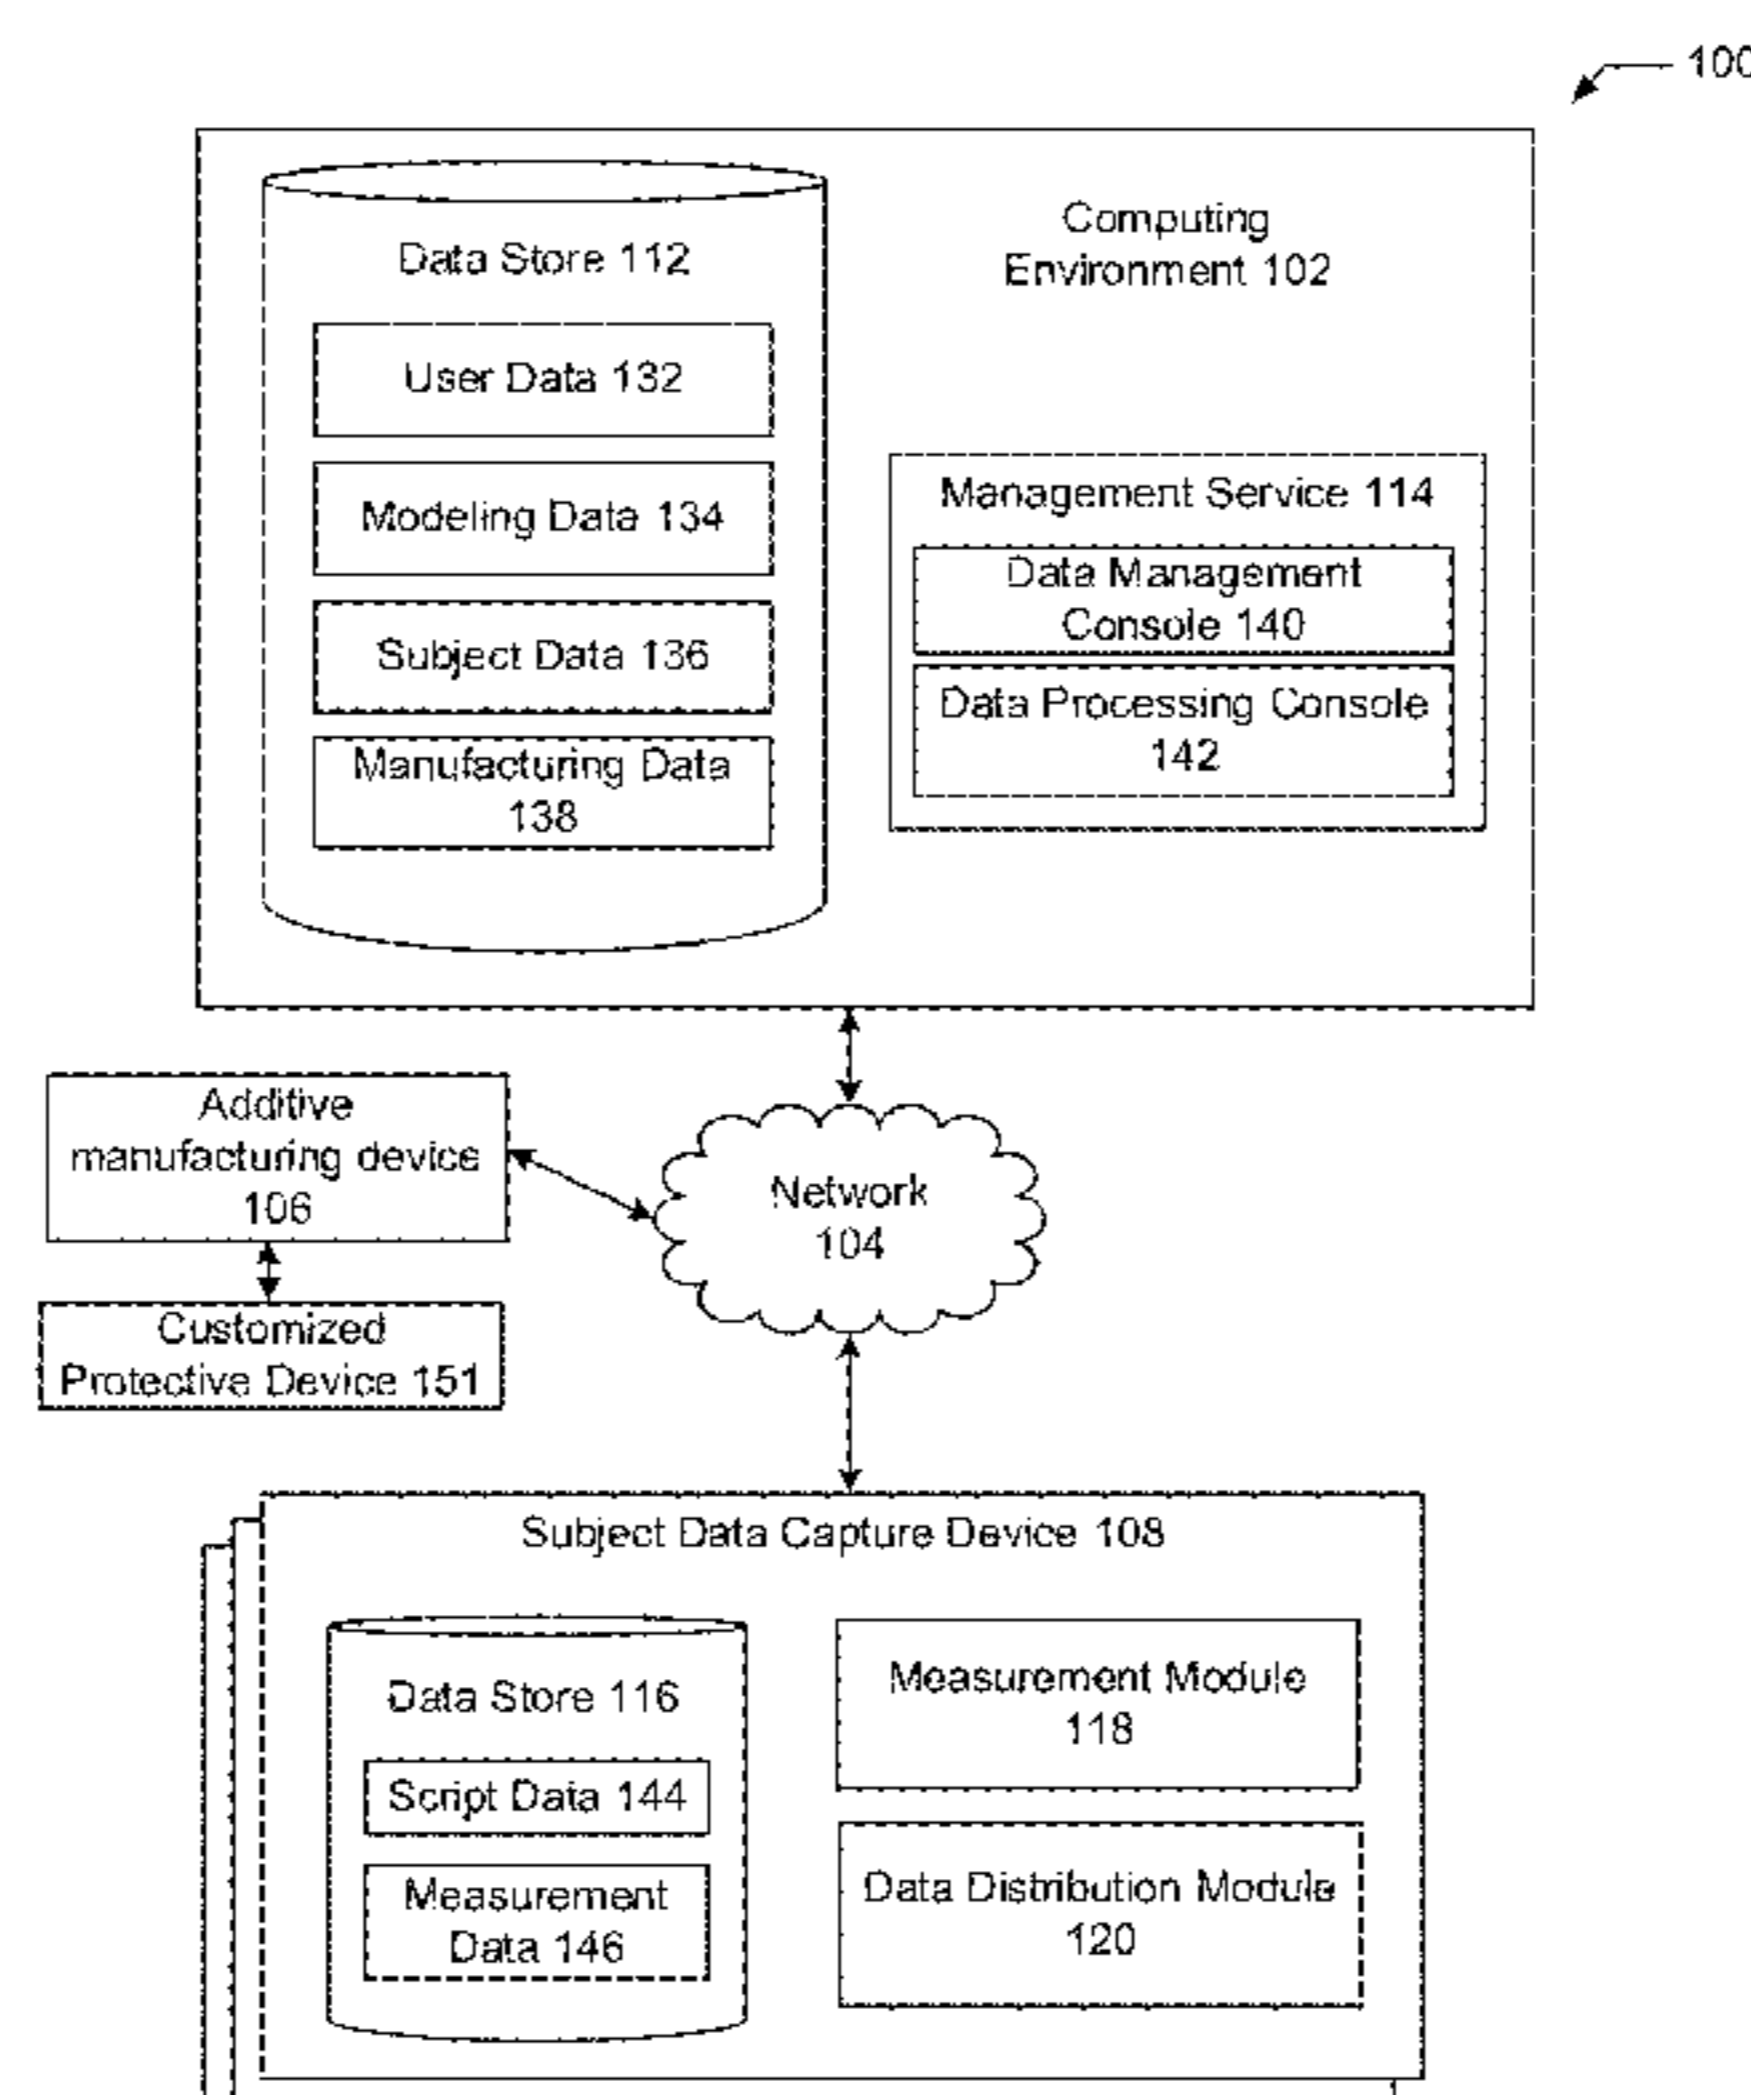 100
Data Store 112
Computing
Environment 102
User Data 132
Modeling Data 134
Subject Data 136
Manufacturing Data
138
Management Service 114
Data Management
Console 140
Data Processing Console
142
Additive
manufacturing device
106
Network
104
Customized
Protective Device 151
Subject Data Capture Device 108
Data Store 116
Script Data 144
Measurement
Data 146
Measurement Module
118
Data Distribution Module
120